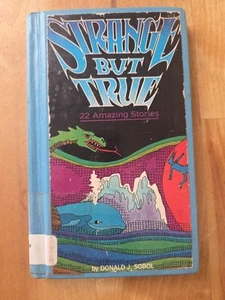 STRANGE
BUT
TRUE
22 Amazing Stories
by DONALD J. SOBOL